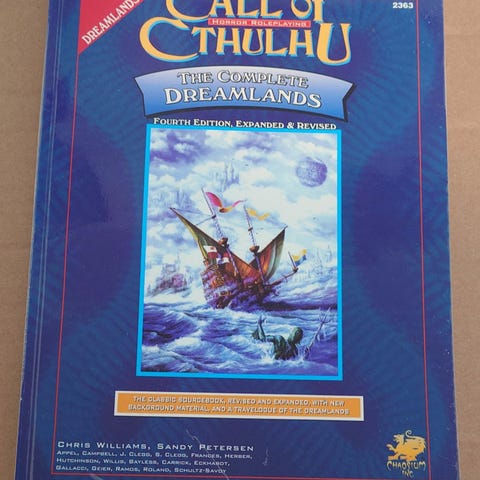 DREAMLANDS
2363
CALL OF
HORROR ROLEPLAYING
CTHULHU
THE COMPLETE
DREAMLANDS
FOURTH EDITION, EXPANDED & REVISED
THE CLASSIC SOURCEBOOK, REVISED AND EXPANDED, WITH NEW
BACKGROUND MATERIAL AND A TRAVELOGUE OF THE DREAMLANDS
CHRIS WILLIAMS, SANDY PETERSEN
APPEL, CAMPBELL, J. CLEGG, S. CLEGG, FRANCES, HERBER,
HUTCHINSON, WILLIS, BAYLESS, CARRICK, ECKHARDT,
GALLACCI, GEIER, RAMOS, ROLAND, SCHULTZ-SAVOY
CHAOSIUM
INC.